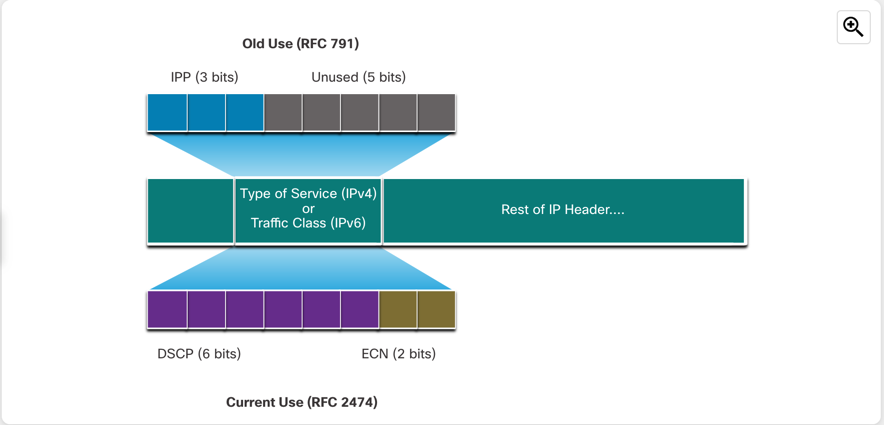 Old Use (RFC 791)
IPP (3 bits) Unused (5 bits)
Type of Service (IPv4)
or
Traffic Class (IPv6)
Rest of IP Header....
DSCP (6 bits) ECN (2 bits)
Current Use (RFC 2474)